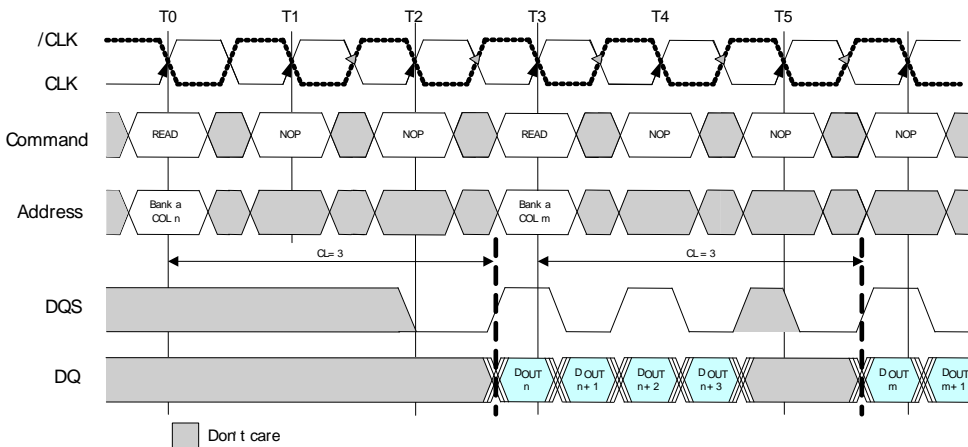 T0 T1 T2 T3 T4 T5
/CLK
CLK
Command READ NOP NOP READ NOP NOP NOP
Address Bank a COL n Bank a COL m
CL= 3 CL= 3
DQS
DQ DOUT n DOUT n+ 1 DOUT n+ 2 DOUT n+ 3 DOUT m DOUT m+ 1
Don't care